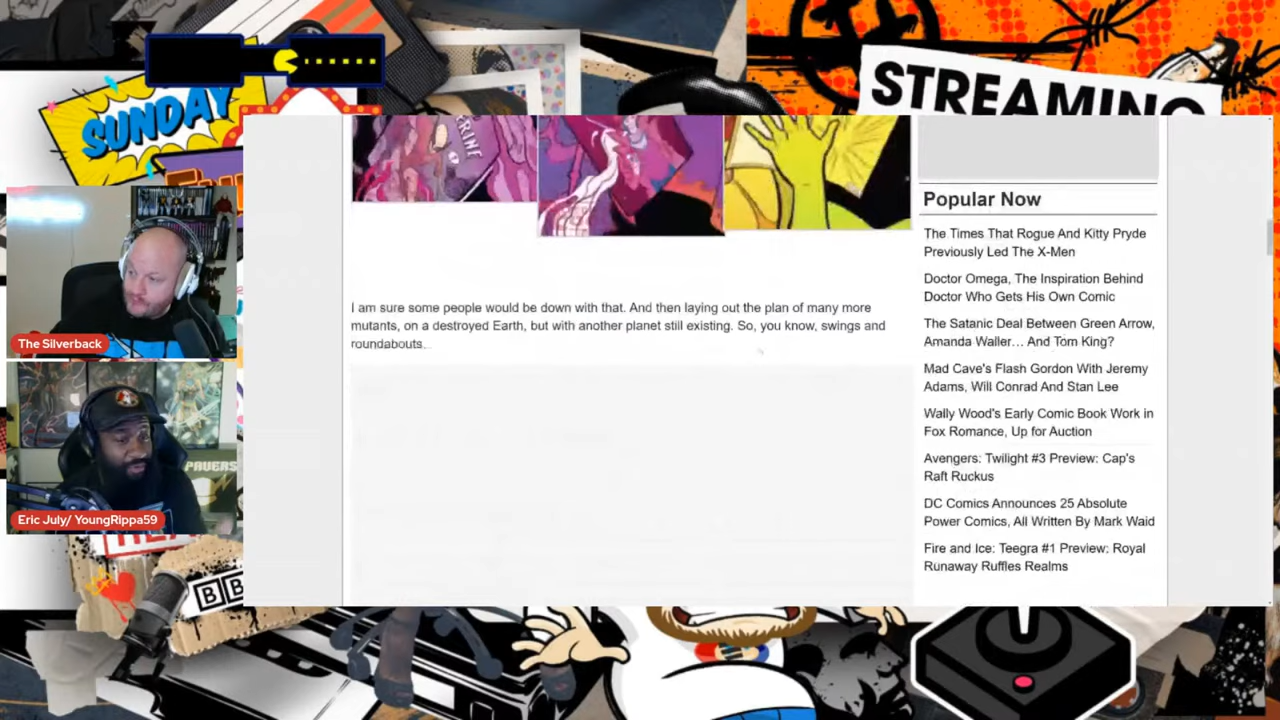 SUNDAY
STREAMING
ERINE
Popular Now
The Times That Rogue And Kitty Pryde
Previously Led The X-Men
Doctor Omega, The Inspiration Behind
Doctor Who Gets His Own Comic
The Satanic Deal Between Green Arrow,
Amanda Waller… And Tom King?
Mad Cave's Flash Gordon With Jeremy
Adams, Will Conrad And Stan Lee
Wally Wood's Early Comic Book Work in
Fox Romance, Up for Auction
Avengers: Twilight #3 Preview: Cap's
Raft Ruckus
DC Comics Announces 25 Absolute
Power Comics, All Written By Mark Waid
Fire and Ice: Teegra #1 Preview: Royal
Runaway Ruffles Realms
I am sure some people would be down with that. And then laying out the plan of many more
mutants, on a destroyed Earth, but with another planet still existing. So, you know, swings and
roundabouts.
The Silverback
Eric July/ YoungRippa59